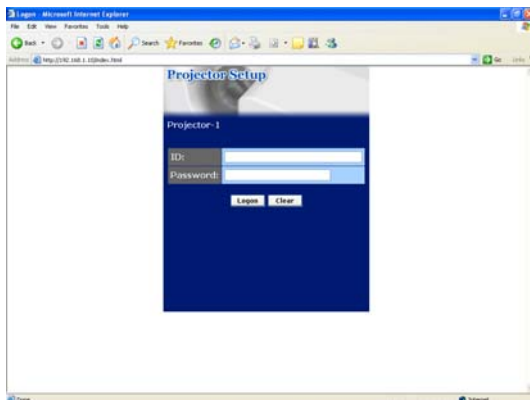 Logon - Microsoft Internet Explorer
File Edit View Favorites Tools Help
Back Search Favorites
Address http://192.168.1.10/index.html Go Links
Projector Setup
Projector-1
ID:
Password:
Logon Clear
Done Internet